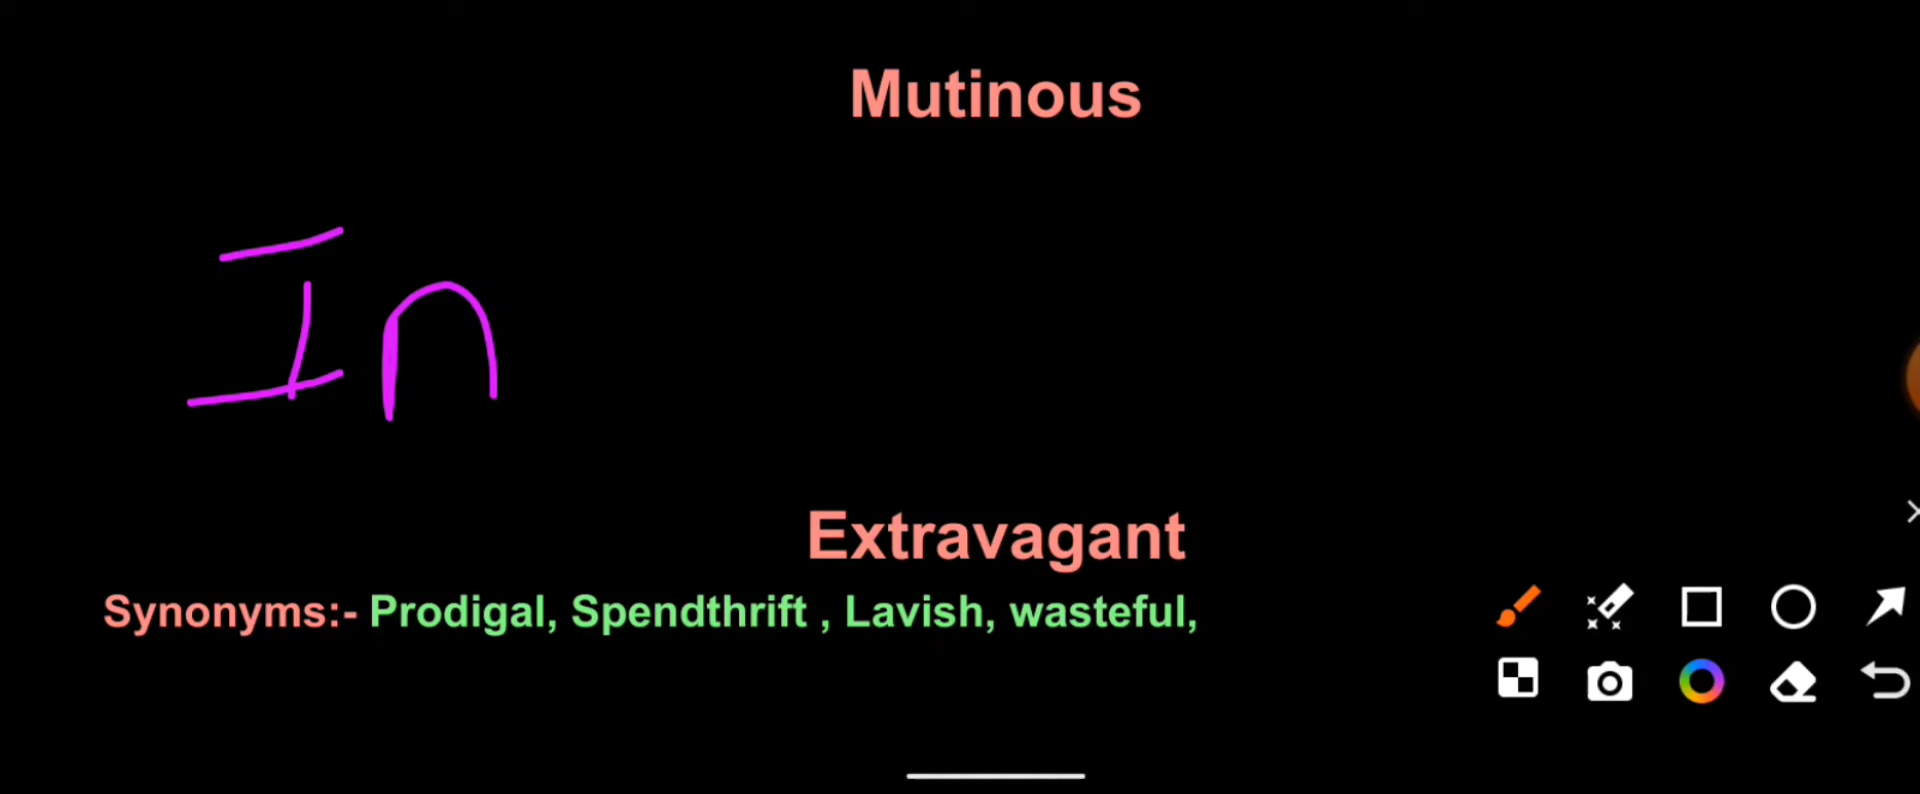 Mutinous
In
Extravagant
Synonyms:- Prodigal, Spendthrift , Lavish, wasteful,